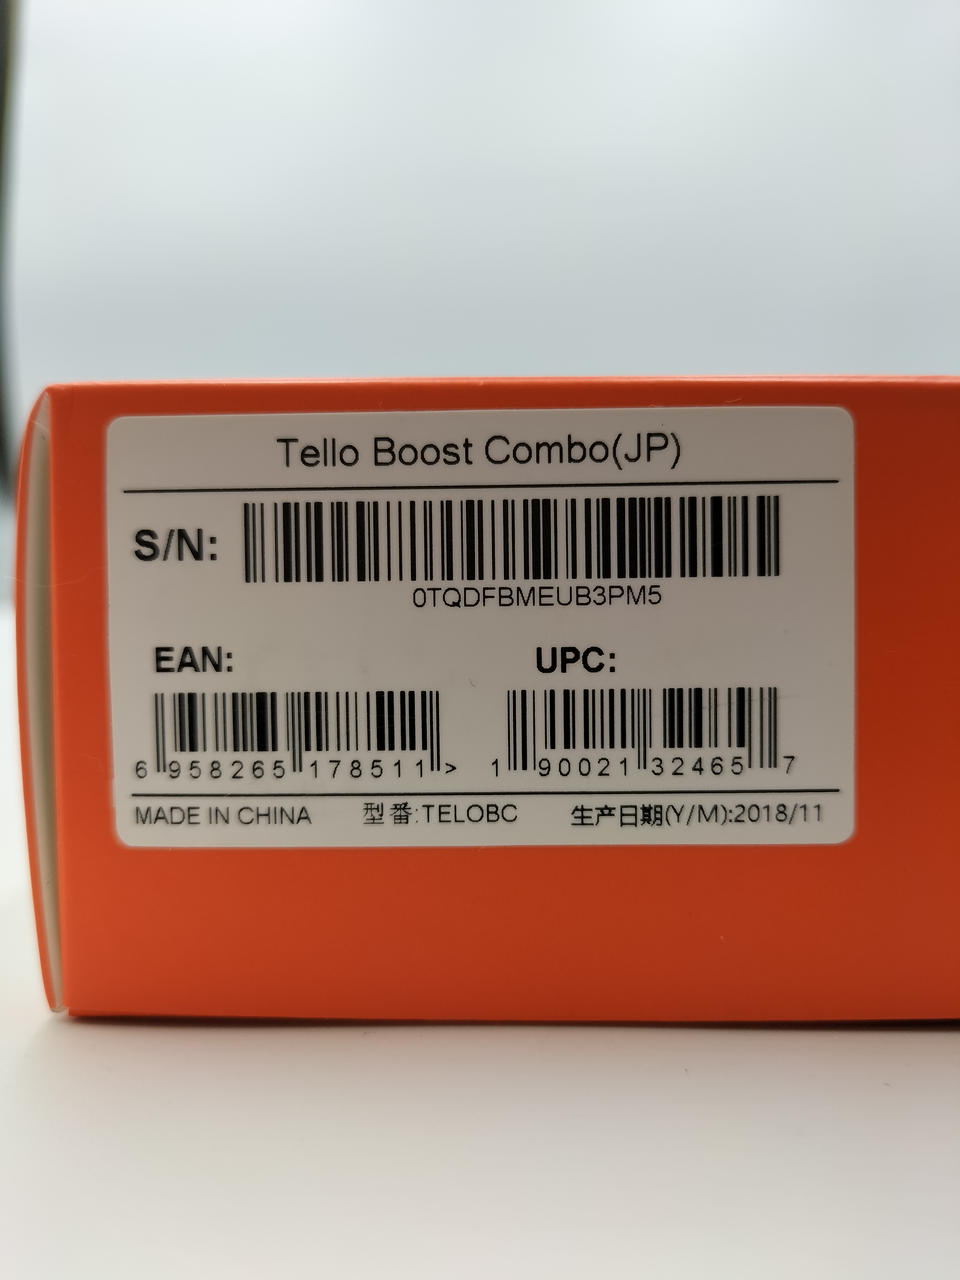 Tello Boost Combo(JP)
S/N:
0TQDFBMEUB3PM5
EAN:
UPC:
6 958265 178511 >
1 90021 32465 7
MADE IN CHINA 型番:TELOBC 生产日期(Y/M):2018/11